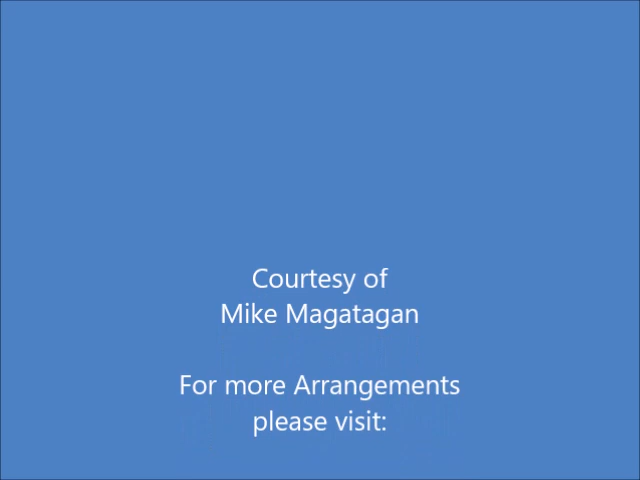 Courtesy of
Mike Magatagan
For more Arrangements
please visit: